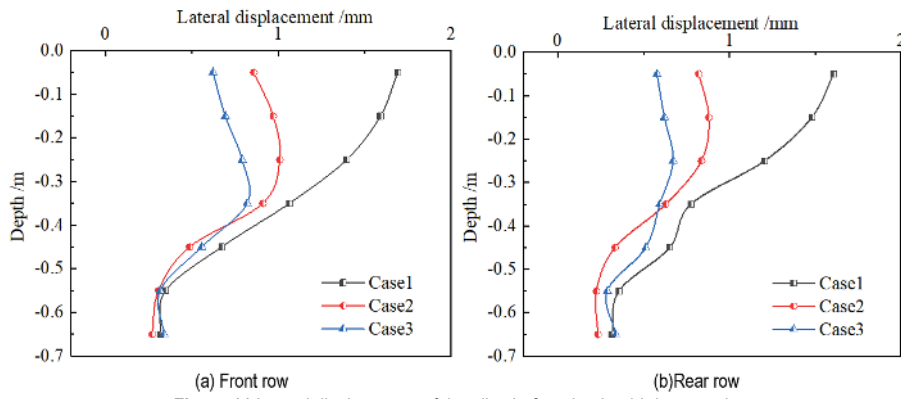 Lateral displacement /mm
0 1 2
0.0
-0.1
-0.2
-0.3
-0.4
-0.5
-0.6
-0.7
Depth /m
Case1
Case2
Case3
(a) Front row
Lateral displacement /mm
0 1 2
0.0
-0.1
-0.2
-0.3
-0.4
-0.5
-0.6
-0.7
Depth /m
Case1
Case2
Case3
(b)Rear row